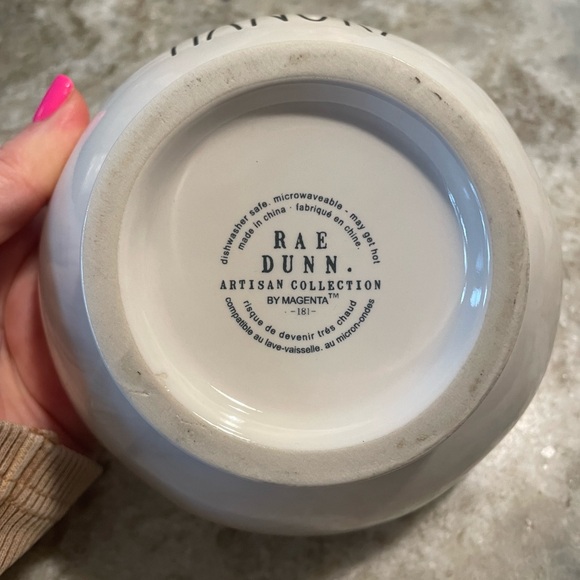 dishwasher safe. microwaveable - may get hot
made in china · fabriqué en chine.
RAE
DUNN.
ARTISAN COLLECTION
BY MAGENTA™
-181-
risque de devenir très chaud
compatible au lave-vaisselle. au micron-ondes